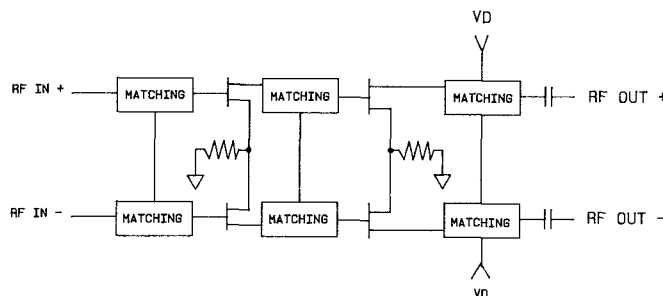 VD
RF IN +
MATCHING
MATCHING
MATCHING
RF OUT +
RF IN -
MATCHING
MATCHING
MATCHING
RF OUT -
VD